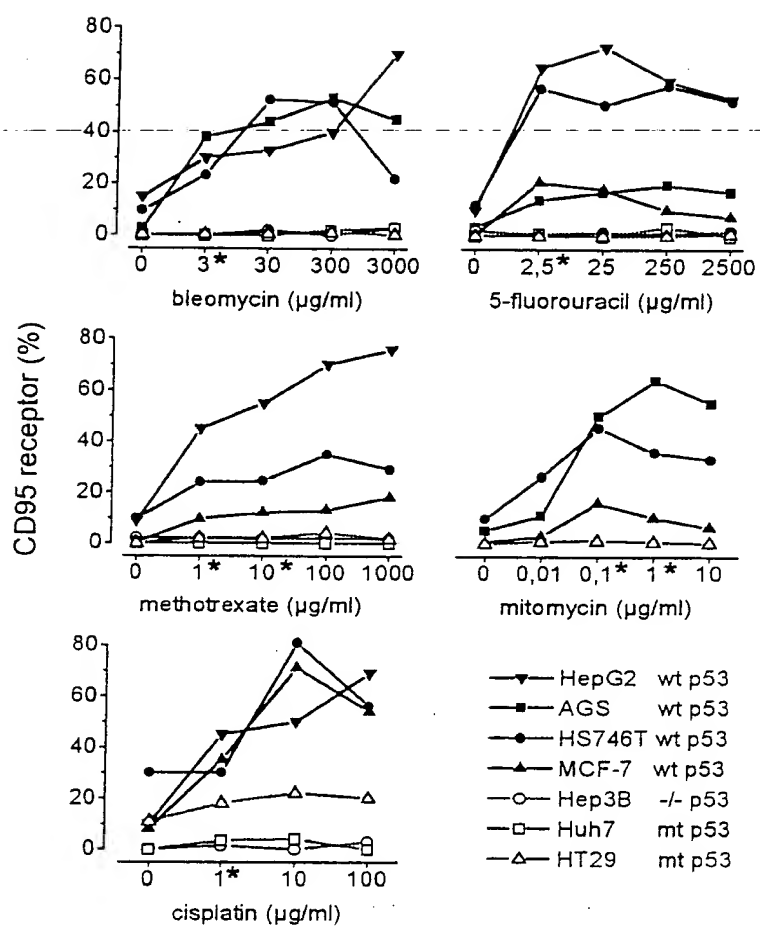 80
60
40
20
0
0 3* 30 300 3000
bleomycin (µg/ml)
0 2,5* 25 250 2500
5-fluorouracil (µg/ml)
CD95 receptor (%)
80
60
40
20
0
0 1* 10* 100 1000
methotrexate (µg/ml)
0 0,01 0,1* 1* 10
mitomycin (µg/ml)
80
60
40
20
0
0 1* 10 100
cisplatin (µg/ml)
HepG2 wt p53
AGS wt p53
HS746T wt p53
MCF-7 wt p53
Hep3B -/- p53
Huh7 mt p53
HT29 mt p53